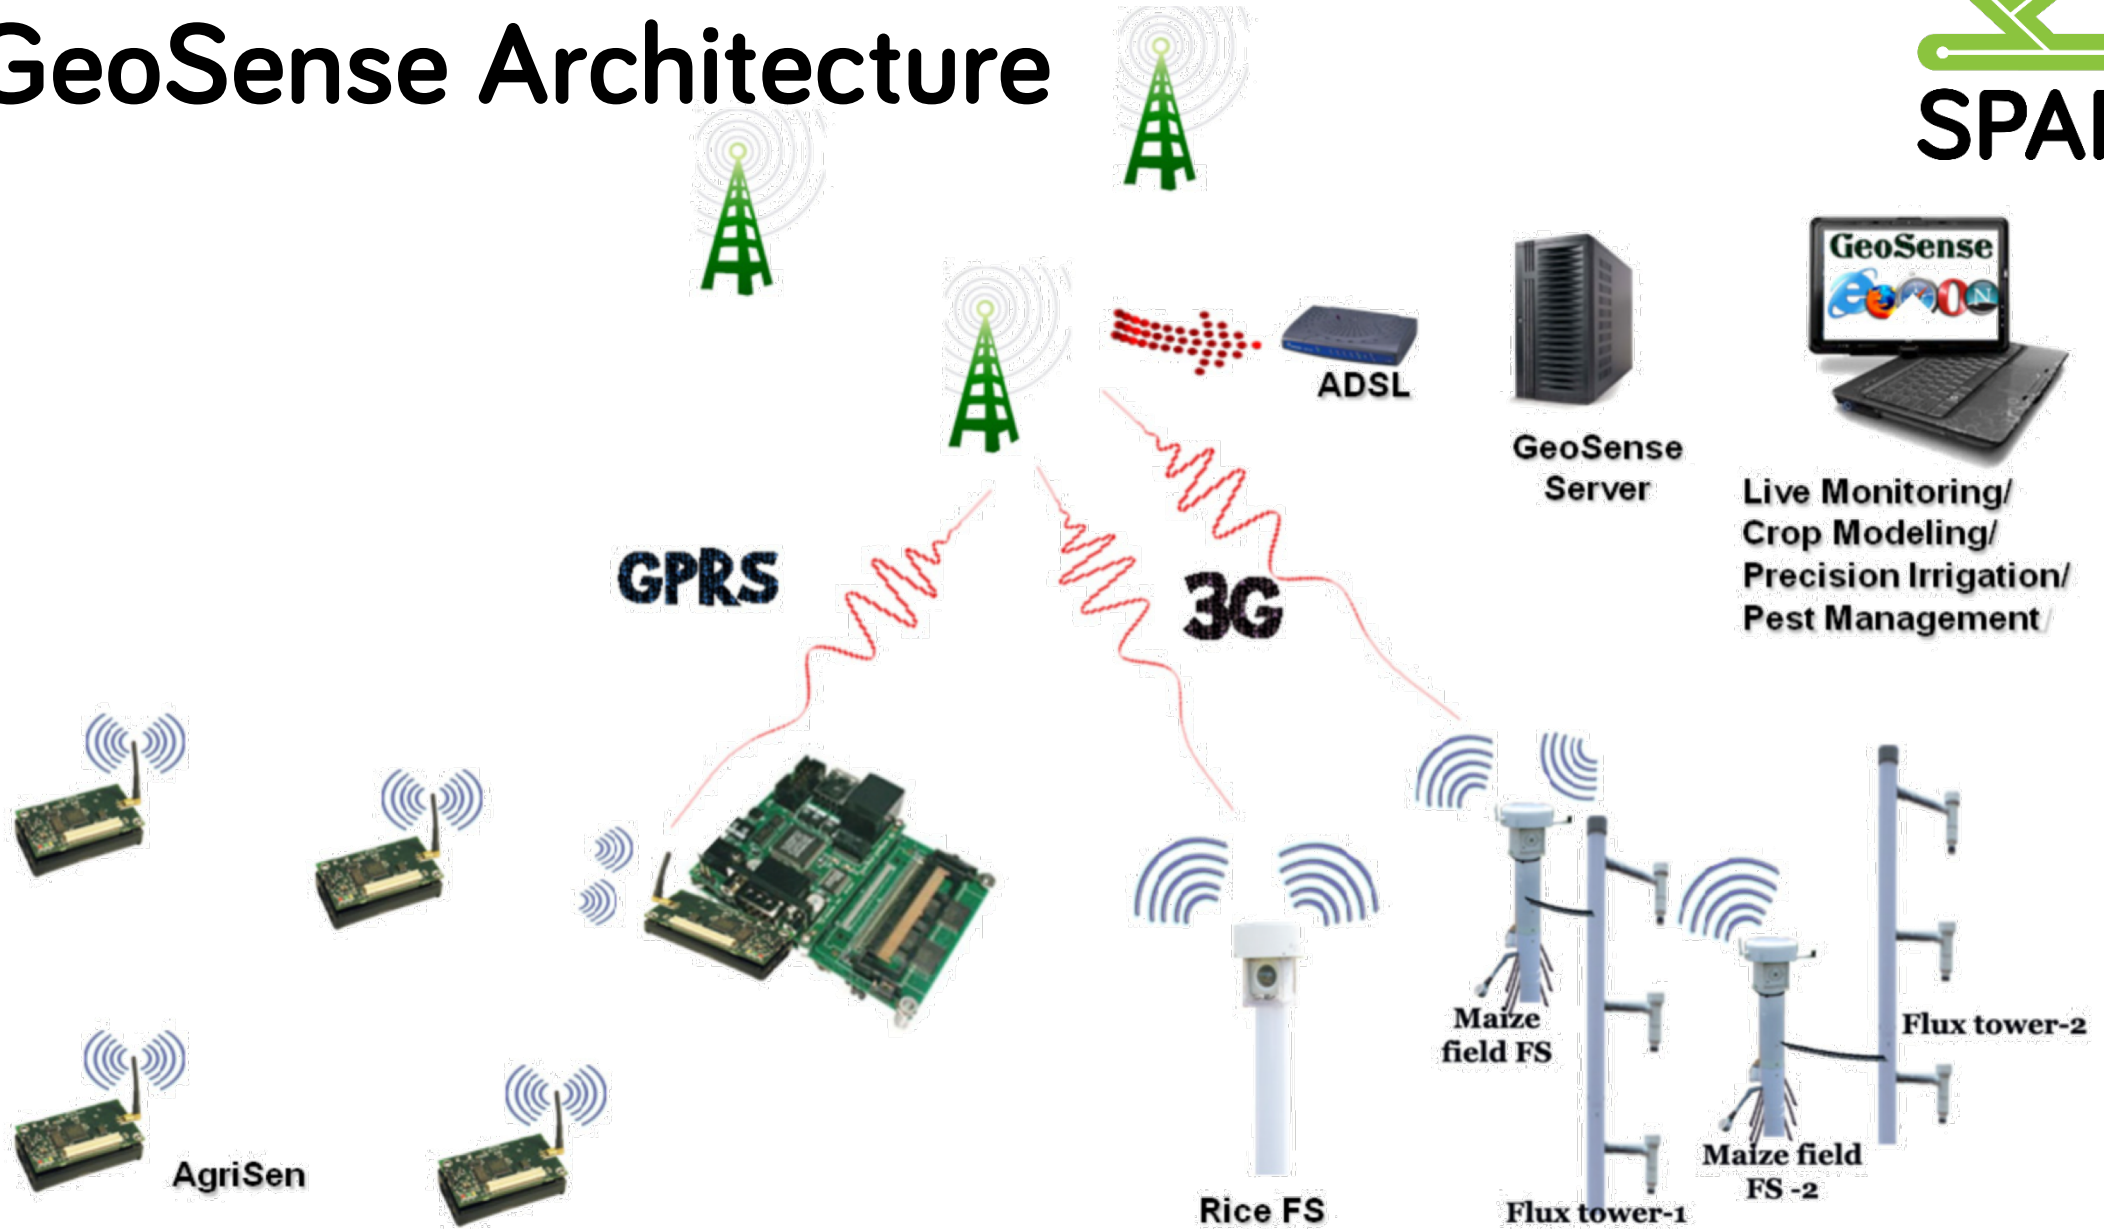 GeoSense Architecture
SPA
GeoSense
ADSL
GeoSense
Server
Live Monitoring/
Crop Modeling/
Precision Irrigation/
Pest Management/
GPRS
3G
AgriSen
Rice FS
Maize
field FS
Flux tower-1
Maize field
FS -2
Flux tower-2